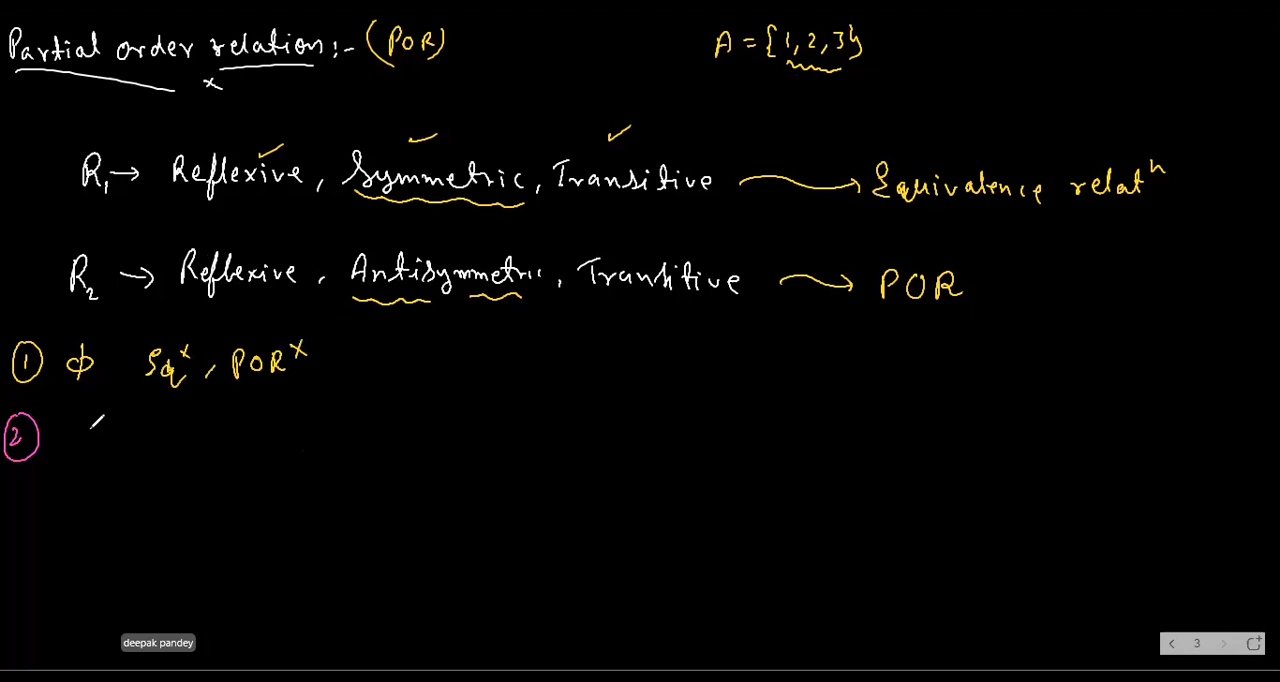 Partial order relation :- (POR) A = {1, 2, 3}
R₁ → Reflexive, Symmetric, Transitive → Equivalence relatⁿ
R₂ → Reflexive, Antisymmetric, Transitive → POR
① ϕ Eq ×, POR ×
②
deepak pandey
3